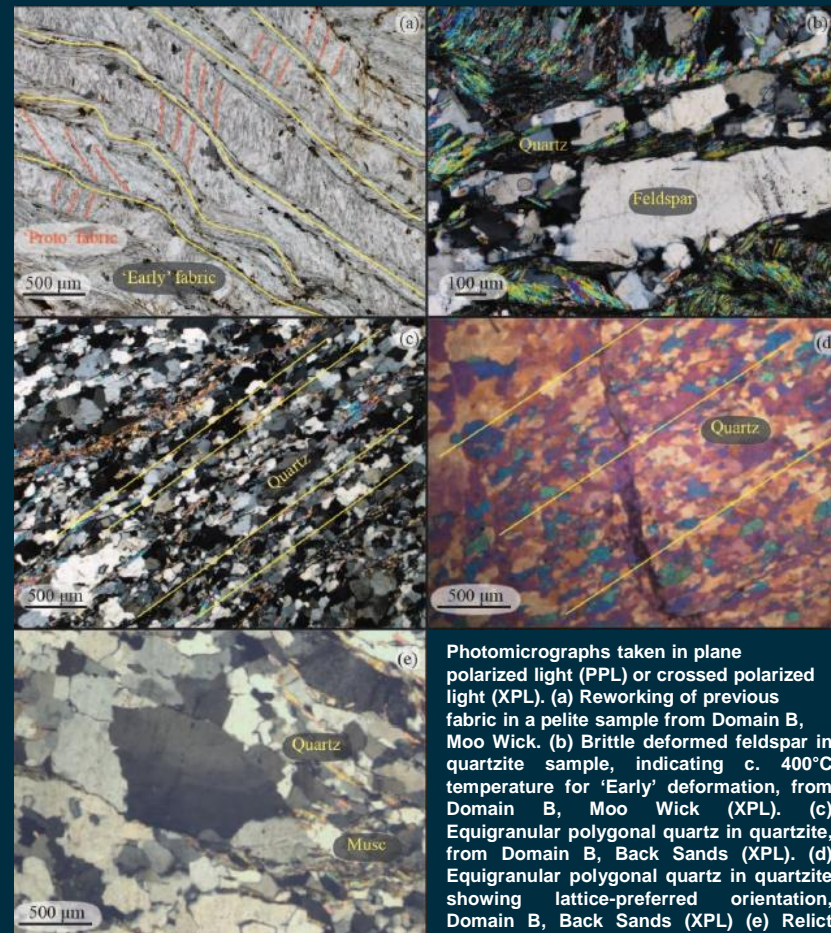 (a)
'Proto' fabric
'Early' fabric
500 µm
(b)
Quartz
Feldspar
100 µm
(c)
Quartz
500 µm
(d)
Quartz
500 µm
(e)
Quartz
Musc
500 µm
Photomicrographs taken in plane
polarized light (PPL) or crossed polarized
light (XPL). (a) Reworking of previous
fabric in a pelite sample from Domain B,
Moo Wick. (b) Brittle deformed feldspar in
quartzite sample, indicating c. 400°C
temperature for 'Early' deformation, from
Domain B, Moo Wick (XPL). (c)
Equigranular polygonal quartz in quartzite,
from Domain B, Back Sands (XPL). (d)
Equigranular polygonal quartz in quartzite
showing lattice-preferred orientation,
Domain B, Back Sands (XPL) (e) Relict